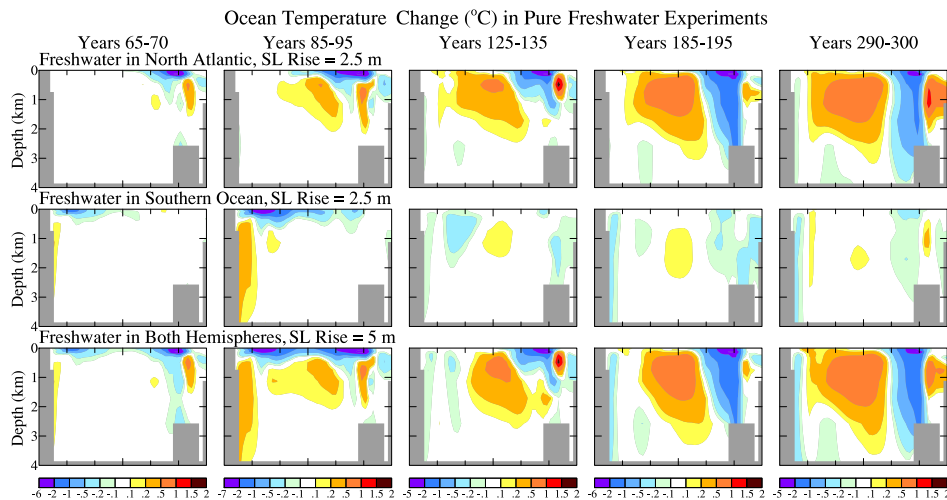 Ocean Temperature Change (°C) in Pure Freshwater Experiments
Years 65-70 Years 85-95 Years 125-135 Years 185-195 Years 290-300
Freshwater in North Atlantic, SL Rise = 2.5 m
0
1
2
3
4
Depth (km)
Freshwater in Southern Ocean, SL Rise = 2.5 m
0
1
2
3
4
Depth (km)
Freshwater in Both Hemispheres, SL Rise = 5 m
0
1
2
3
4
Depth (km)
-6 -2 -1 -.5 -.2 -.1 .1 .2 .5 1 1.5 2
-7 -2 -1 -.5 -.2 -.1 .1 .2 .5 1 1.5 2
-5 -2 -1 -.5 -.2 -.1 .1 .2 .5 1 1.5 2
-6 -2 -1 -.5 -.2 -.1 .1 .2 .5 1 1.5 2
-5 -2 -1 -.5 -.2 -.1 .1 .2 .5 1 1.5 2